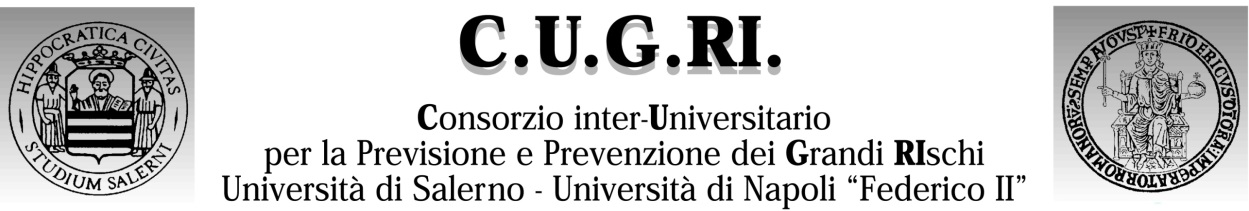 C.U.G.RI.
Consorzio inter-Universitario
per la Previsione e Prevenzione dei Grandi RIschi
Università di Salerno - Università di Napoli “Federico II”
HIPPOCRATICA CIVITAS
STUDIUM SALERNI